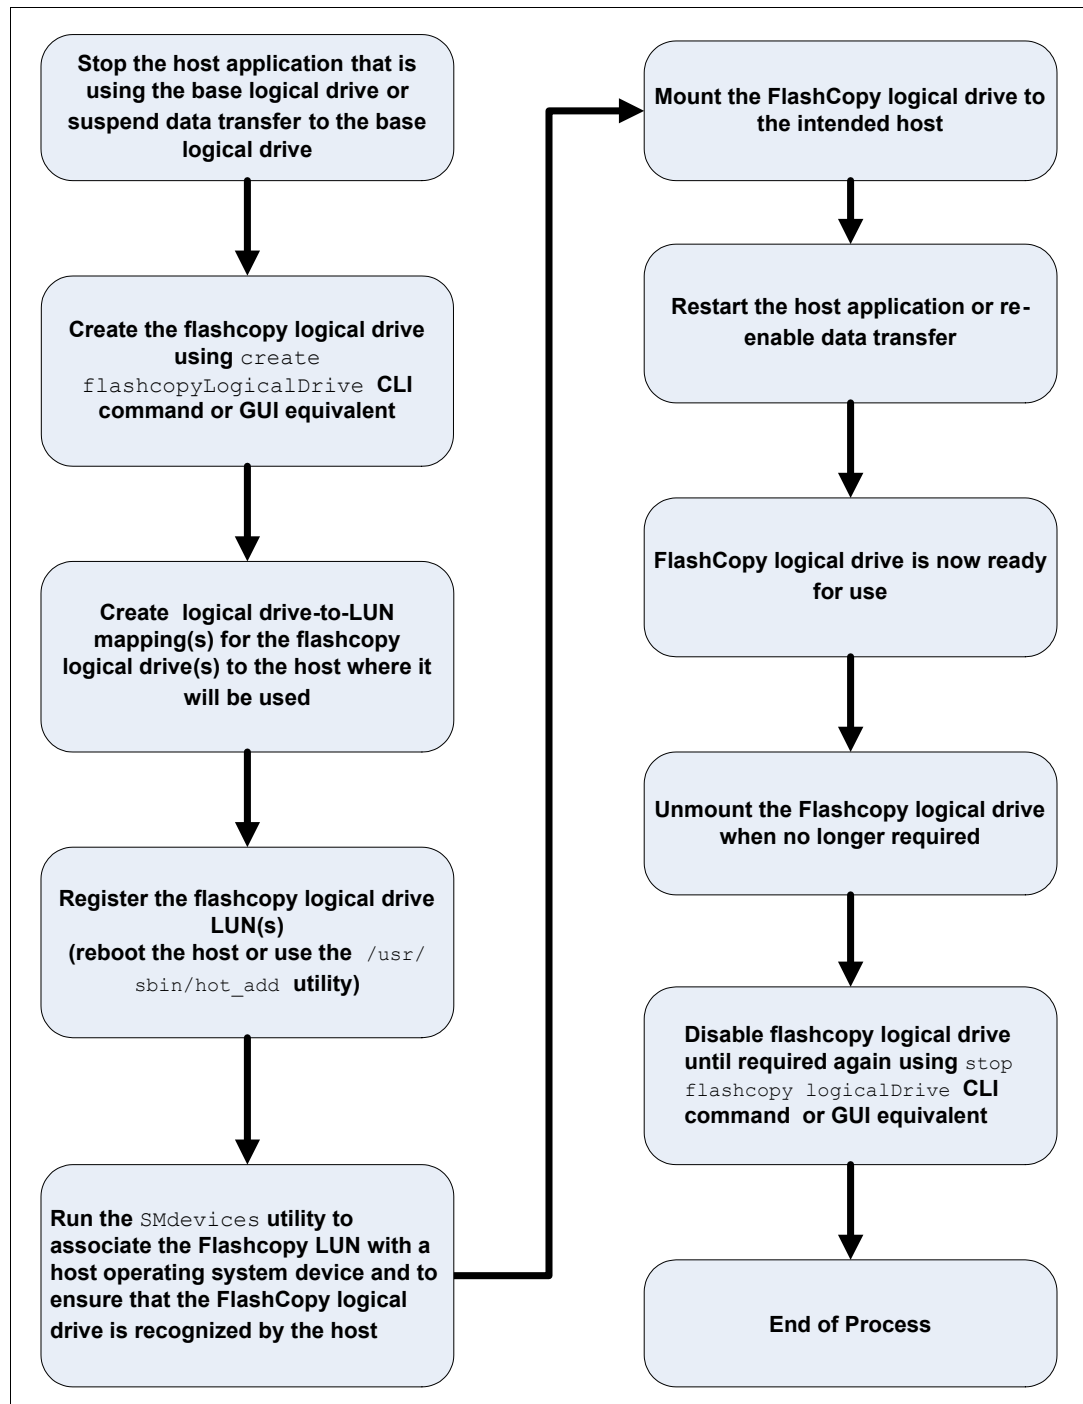 Stop the host application that is
using the base logical drive or
suspend data transfer to the base
logical drive
Create the flashcopy logical drive
using create
flashcopyLogicalDrive CLI
command or GUI equivalent
Create logical drive-to-LUN
mapping(s) for the flashcopy
logical drive(s) to the host where it
will be used
Register the flashcopy logical drive
LUN(s)
(reboot the host or use the /usr/
sbin/hot_add utility)
Run the SMdevices utility to
associate the Flashcopy LUN with a
host operating system device and to
ensure that the FlashCopy logical
drive is recognized by the host
Mount the FlashCopy logical drive to
the intended host
Restart the host application or re-
enable data transfer
FlashCopy logical drive is now ready
for use
Unmount the Flashcopy logical drive
when no longer required
Disable flashcopy logical drive
until required again using stop
flashcopy logicalDrive CLI
command or GUI equivalent
End of Process